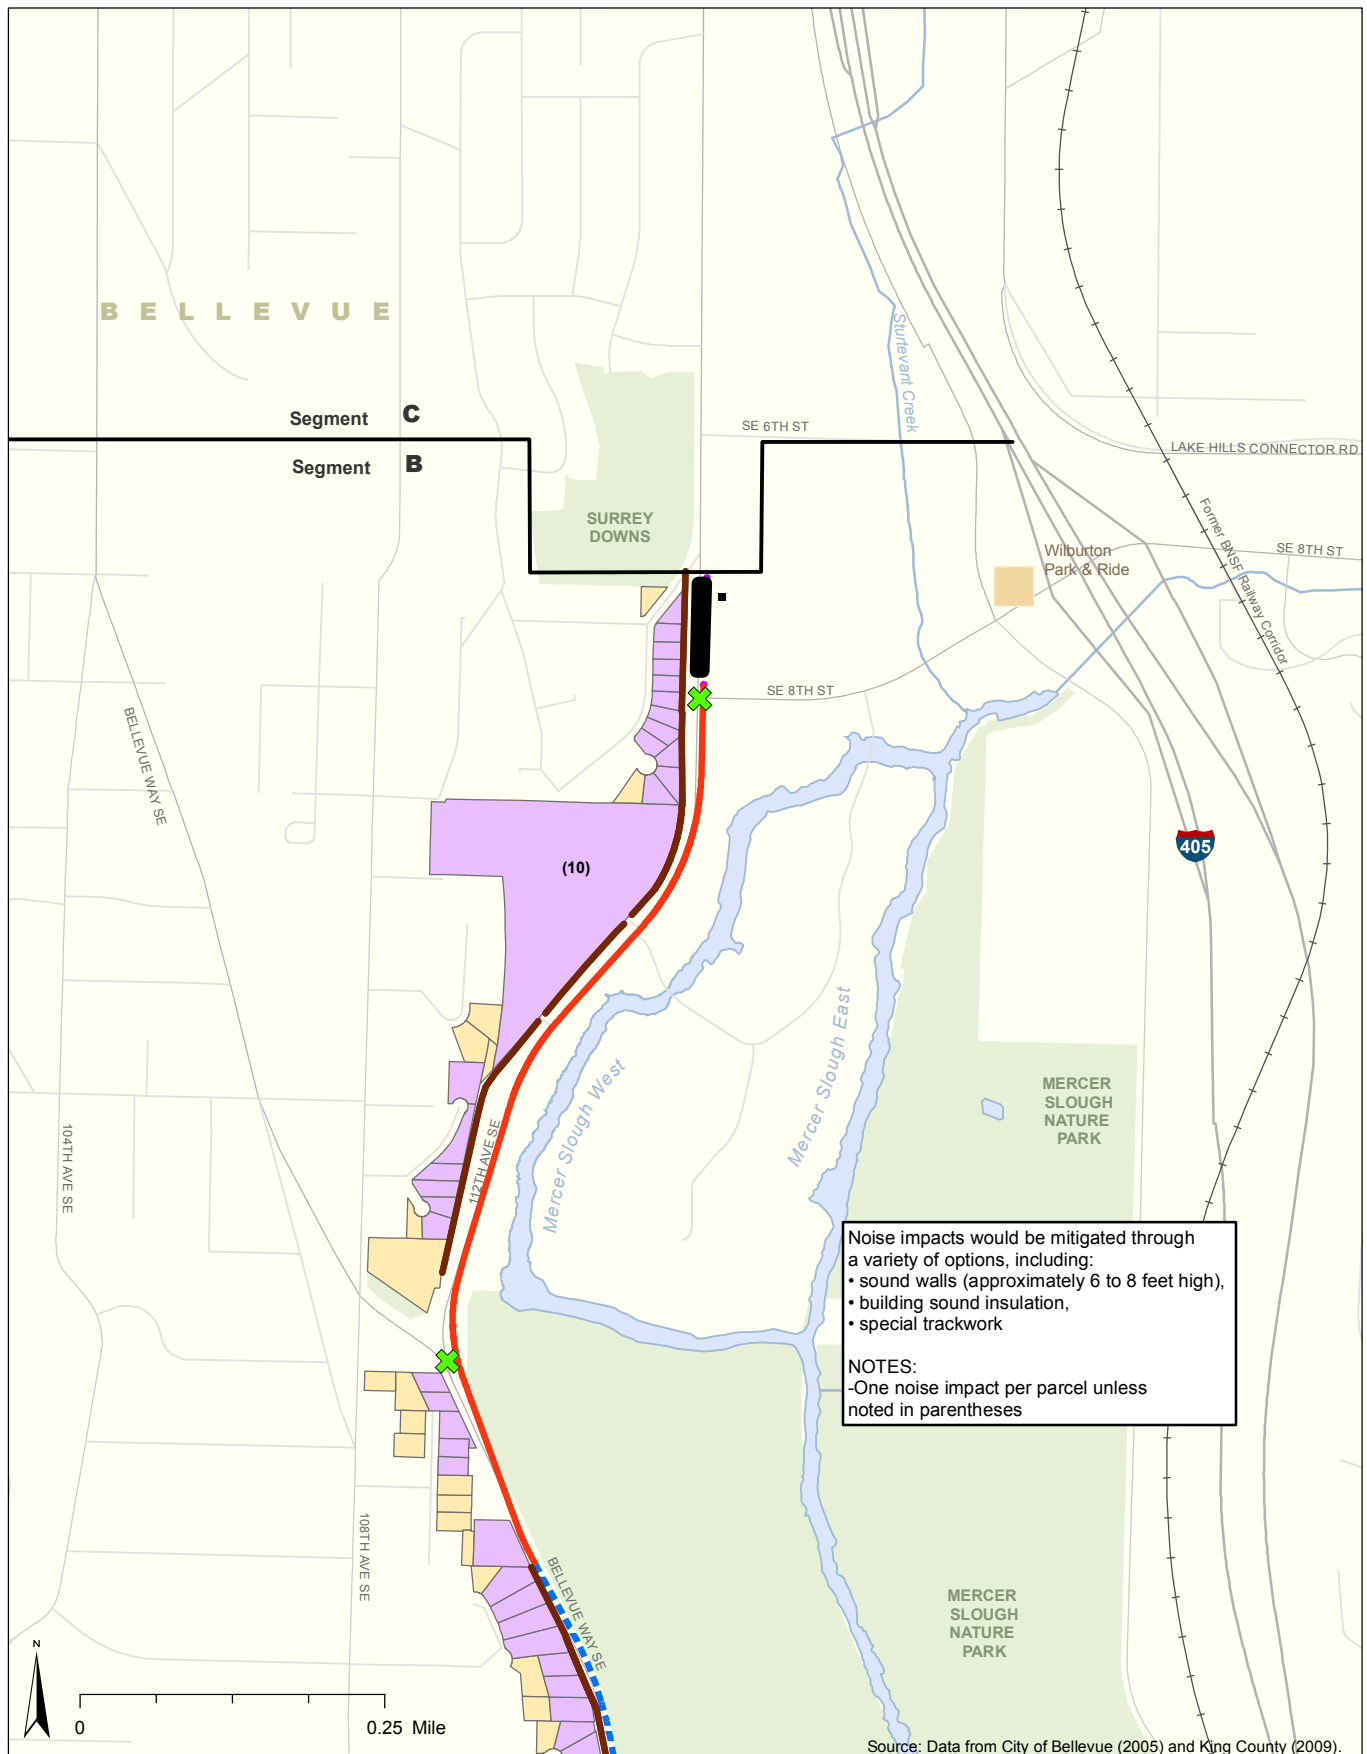 BELLEVUE
Segment C
Segment B
SE 6TH ST
Sturtevant Creek
LAKE HILLS CONNECTOR RD
SURREY
DOWNS
Former BNSF Railway Corridor
Wilburton
Park & Ride
SE 8TH ST
SE 8TH ST
BELLEVUE WAY SE
405
(10)
Mercer Slough East
Mercer Slough West
MERCER
SLOUGH
NATURE
PARK
104TH AVE SE
112TH AVE SE
Noise impacts would be mitigated through
a variety of options, including:
• sound walls (approximately 6 to 8 feet high),
• building sound insulation,
• special trackwork
NOTES:
-One noise impact per parcel unless
noted in parentheses
108TH AVE SE
BELLEVUE WAY SE
MERCER
SLOUGH
NATURE
PARK
N
0 0.25 Mile
Source: Data from City of Bellevue (2005) and King County (2009).